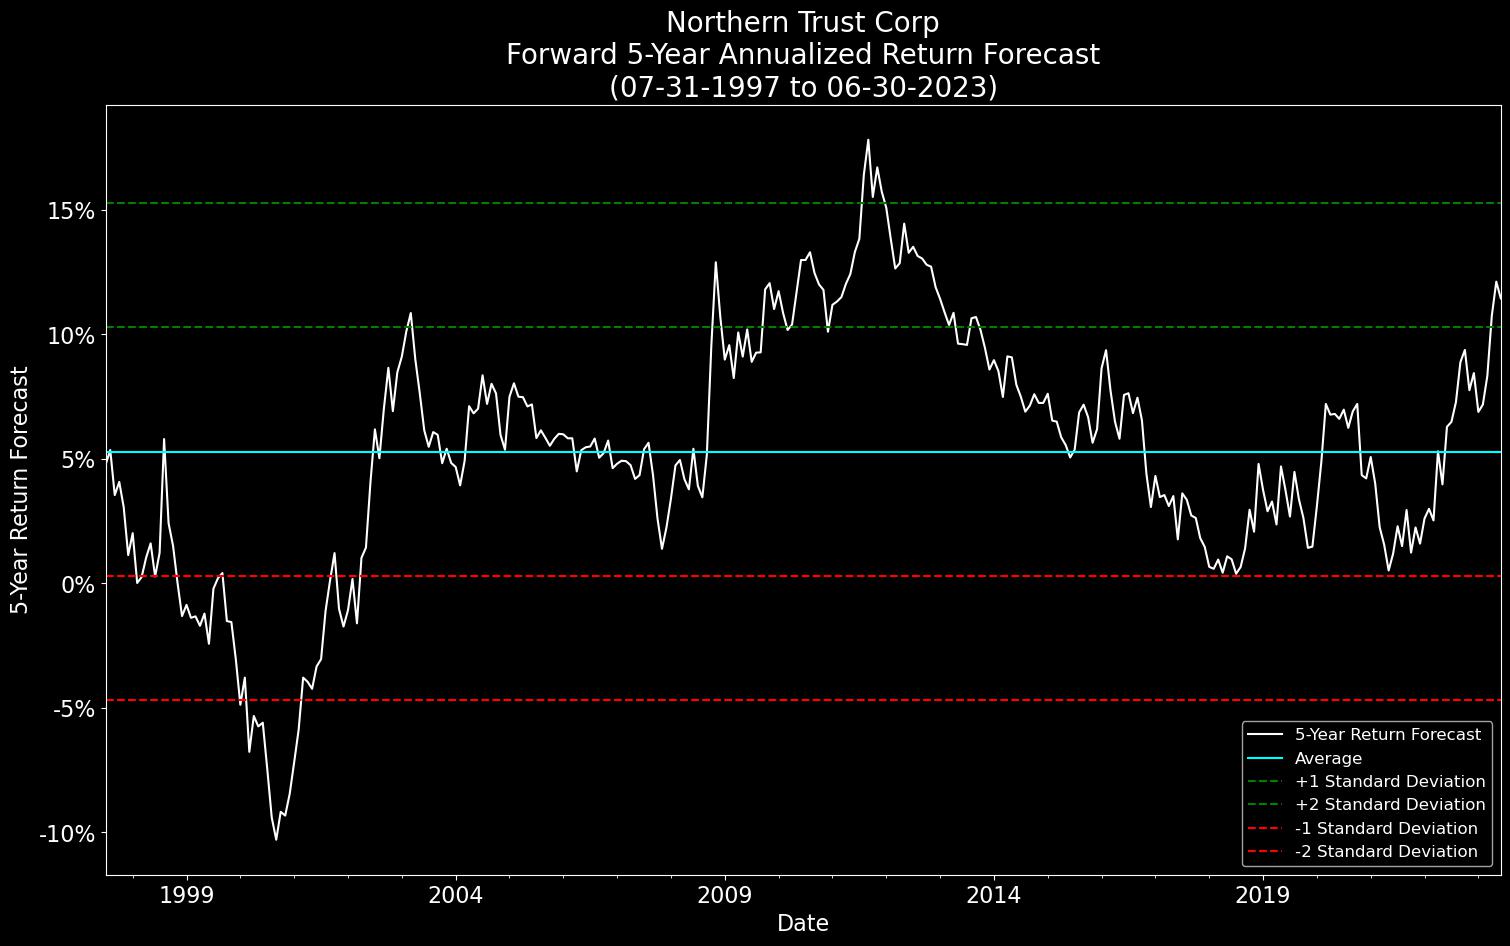 Northern Trust Corp
Forward 5-Year Annualized Return Forecast
(07-31-1997 to 06-30-2023)
5-Year Return Forecast
15%
10%
5%
0%
-5%
-10%
1999
2004
2009
2014
2019
Date
5-Year Return Forecast
Average
+1 Standard Deviation
+2 Standard Deviation
-1 Standard Deviation
-2 Standard Deviation